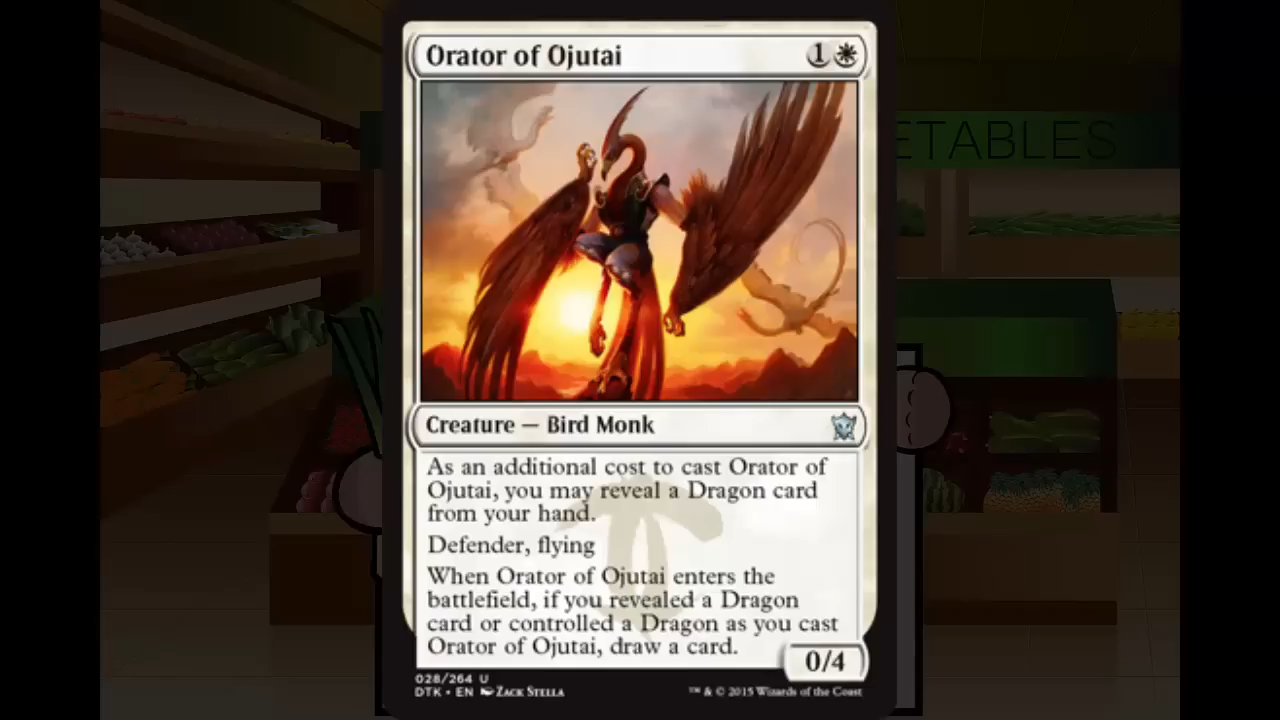 Orator of Ojutai
1
ETABLES
Creature — Bird Monk
As an additional cost to cast Orator of
Ojutai, you may reveal a Dragon card
from your hand.
Defender, flying
When Orator of Ojutai enters the
battlefield, if you revealed a Dragon
card or controlled a Dragon as you cast
Orator of Ojutai, draw a card.
0/4
028/264 U
DTK • EN Zack Stella
™ & © 2015 Wizards of the Coast